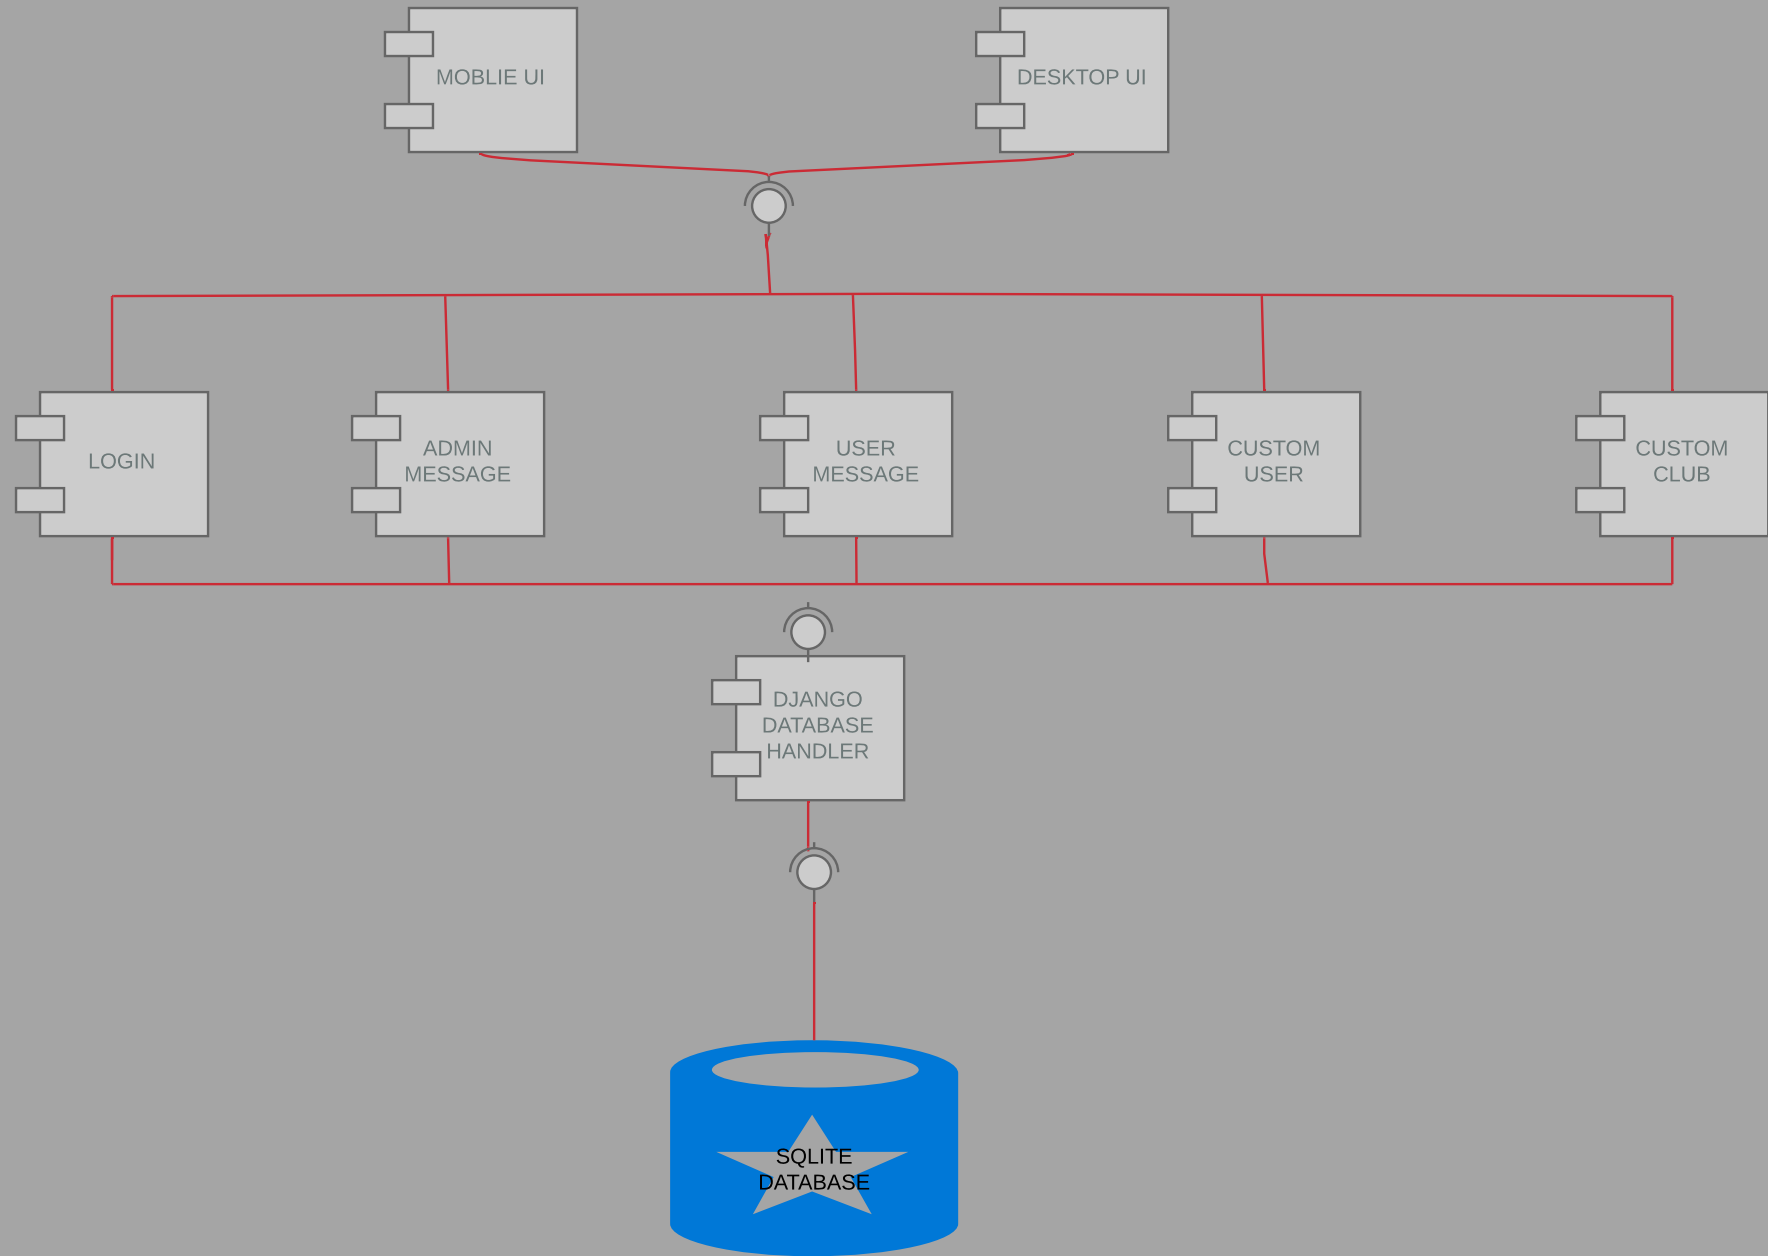 MOBLIE UI
DESKTOP UI
LOGIN
ADMIN
MESSAGE
USER
MESSAGE
CUSTOM
USER
CUSTOM
CLUB
DJANGO
DATABASE
HANDLER
SQLITE
DATABASE